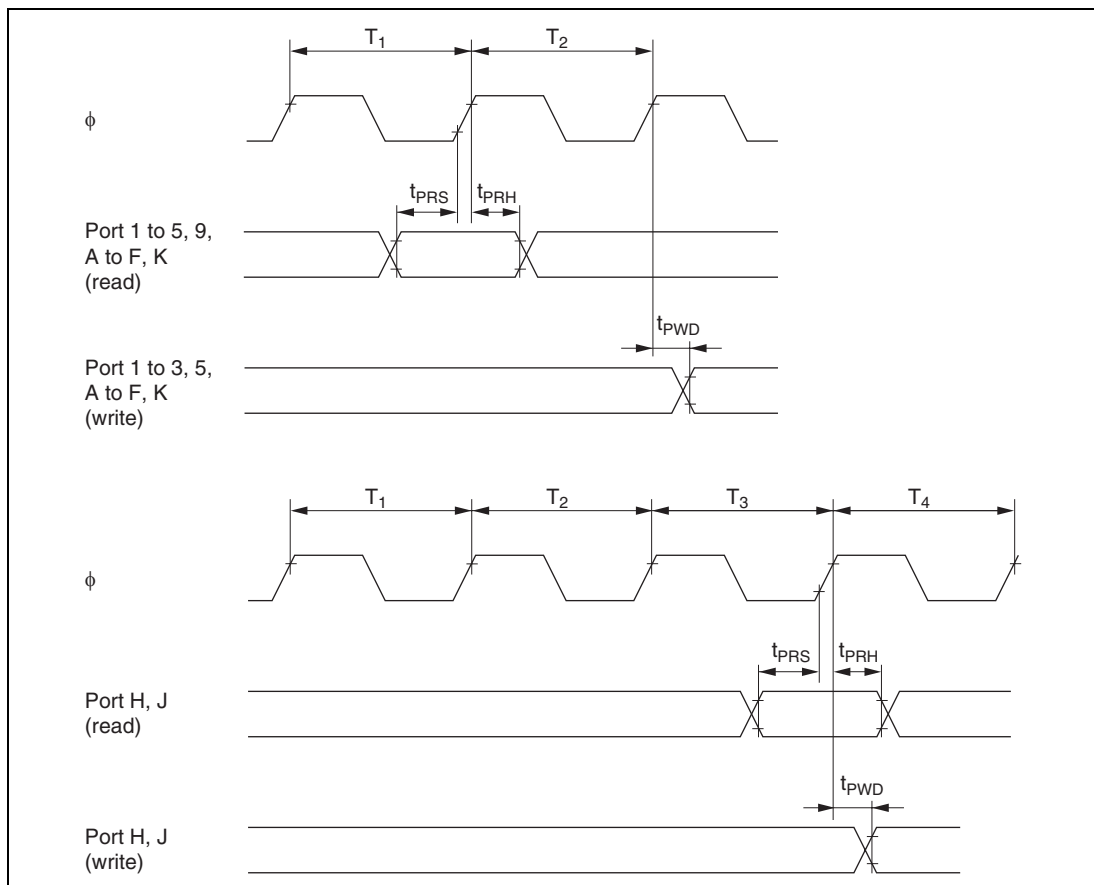 T1 T2
ϕ
tPRS tPRH
Port 1 to 5, 9,
A to F, K
(read)
tPWD
Port 1 to 3, 5,
A to F, K
(write)
T1 T2 T3 T4
ϕ
tPRS tPRH
Port H, J
(read)
tPWD
Port H, J
(write)